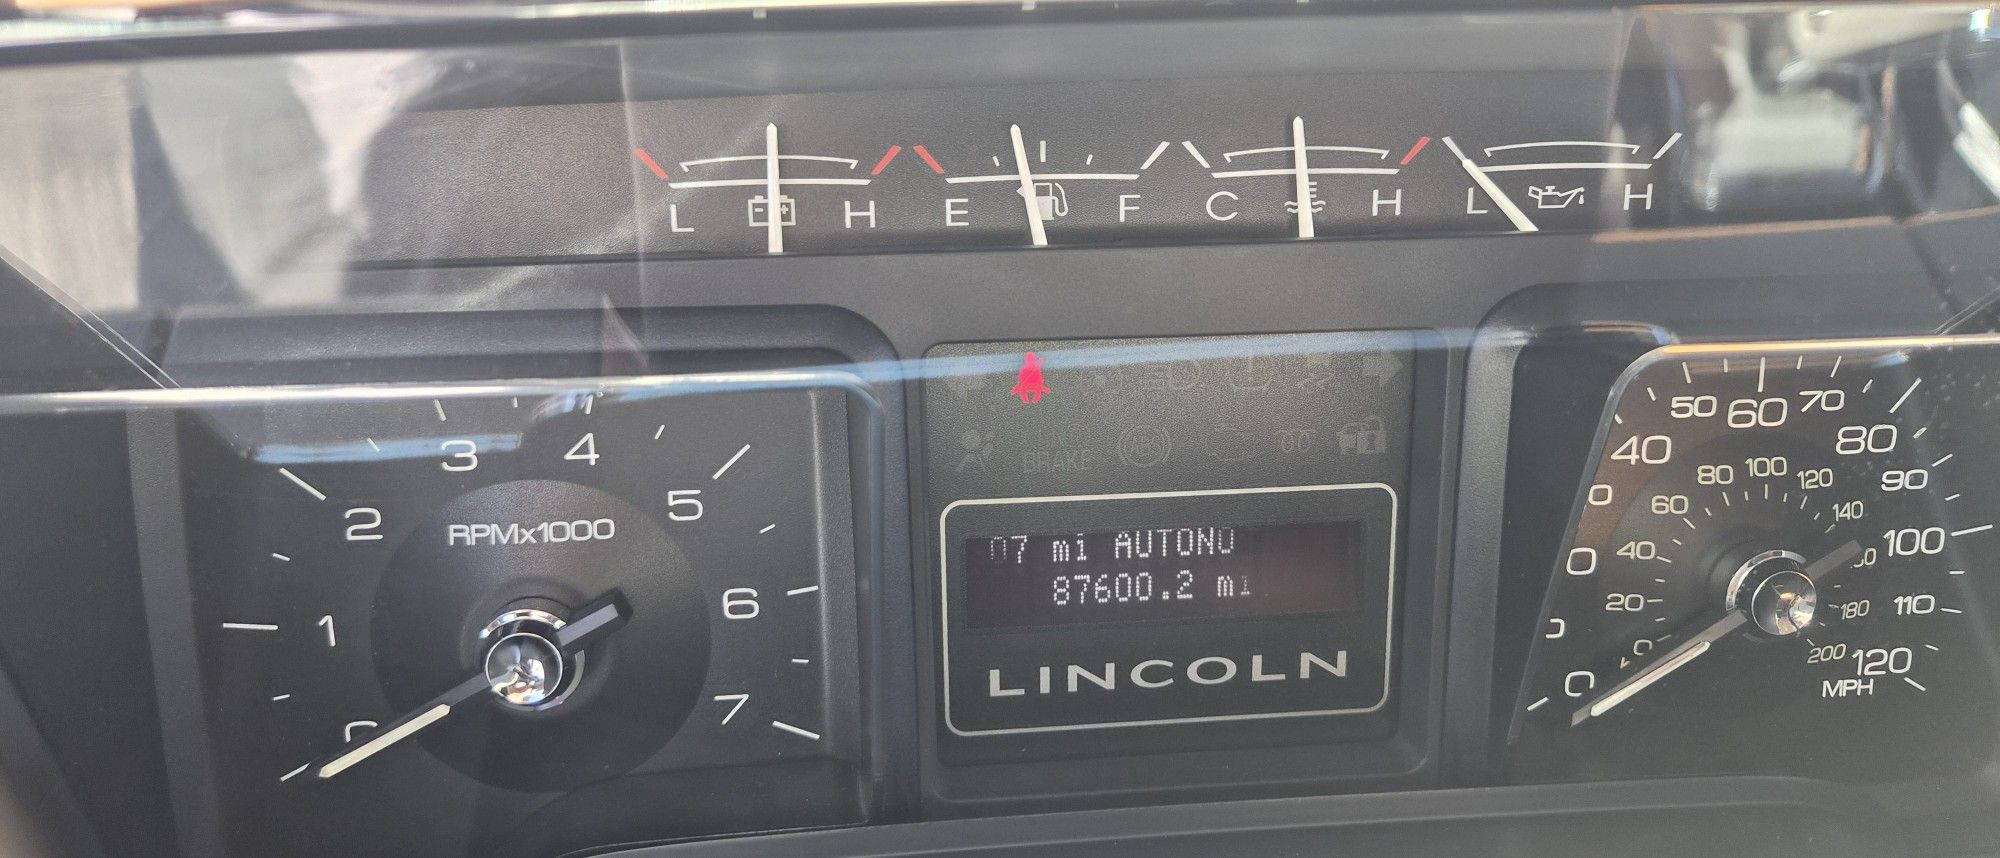 L H E F C H L H
1 2 3 4 5 6 7
RPMx1000
BRAKE
07 mi AUTONO
87600.2 mi
LINCOLN
0 40 50 60 70 80 90 100 110 120
20 40 60 80 100 120 140 180 200
MPH